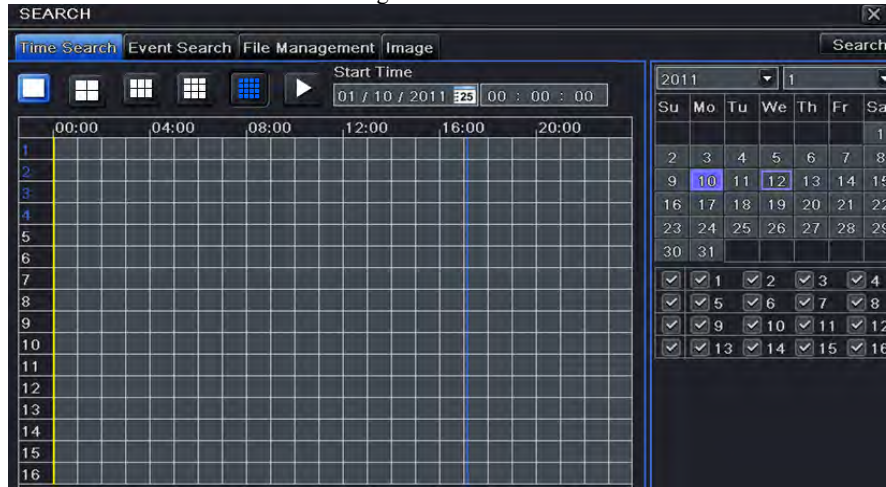 SEARCH
Time Search Event Search File Management Image Search
Start Time
01 / 10 / 2011 25 00 : 00 : 00
2011 1
Su Mo Tu We Th Fr Sa
1
2 3 4 5 6 7 8
9 10 11 12 13 14 15
16 17 18 19 20 21 22
23 24 25 26 27 28 29
30 31
1 2 3 4
5 6 7 8
9 10 11 12
13 14 15 16
00:00 04:00 08:00 12:00 16:00 20:00
1
2
3
4
5
6
7
8
9
10
11
12
13
14
15
16